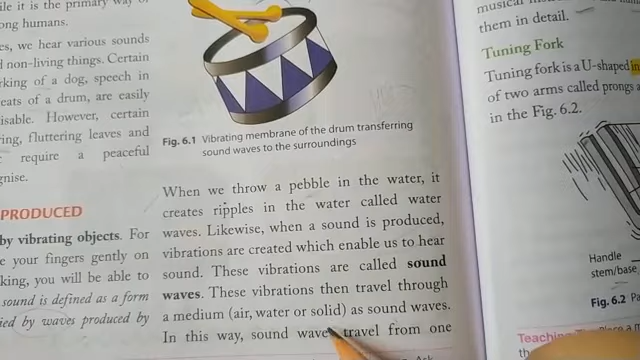 ile it is the primary way of
ong humans.
es, we hear various sounds
d non-living things. Certain
rking of a dog, speech in
eats of a drum, are easily
isable. However, certain
ring, fluttering leaves and
require a peaceful
gnise.
PRODUCED
by vibrating objects. For
e your fingers gently on
king, you will be able to
sound is defined as a form
ied by waves produced by
Fig. 6.1 Vibrating membrane of the drum transferring
sound waves to the surroundings
When we throw a pebble in the water, it
creates ripples in the water called water
waves. Likewise, when a sound is produced,
vibrations are created which enable us to hear
sound. These vibrations are called sound
waves. These vibrations then travel through
a medium (air, water or solid) as sound waves.
In this way, sound waves travel from one
Ask
musical
them in detail.
Tuning Fork
Tuning fork is a U-shaped
of two arms called prongs a
in the Fig. 6.2.
Handle
stem/base
Fig. 6.2